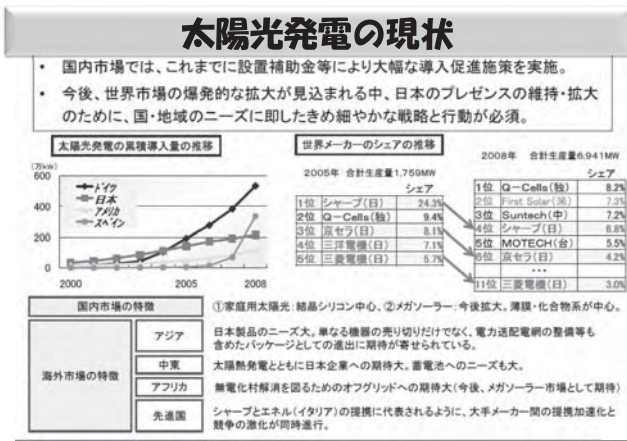 太陽光発電の現状
• 国内市場では、これまでに設置補助金等により大幅な導入促進施策を実施。
• 今後、世界市場の爆発的な拡大が見込まれる中、日本のプレゼンスの維持・拡大
のために、国・地域のニーズに即したきめ細やかな戦略と行動が必須。
太陽光発電の累積導入量の推移
(万kw)
600
400
200
0
2000
2005
2008
ドイツ
日本
アメリカ
スペイン
世界メーカーのシェアの推移
2005年 合計生産量1,759MW
シェア
1位 シャープ(日) 24.3%
2位 Q-Cells(独) 9.4%
3位 京セラ(日) 8.1%
4位 三洋電機(日) 7.1%
5位 三菱電機(日) 5.7%
2008年 合計生産量6,941MW
シェア
1位 Q-Cells(独) 8.2%
2位 First Solar(米) 7.3%
3位 Suntech(中) 7.2%
4位 シャープ(日) 6.8%
5位 MOTECH(台) 5.5%
6位 京セラ(日) 4.2%
・・・
11位 三菱電機(日) 3.0%
国内市場の特徴
①家庭用太陽光:結晶シリコン中心、②メガソーラー:今後拡大。薄膜・化合物系が中心。
海外市場の特徴
アジア
日本製品のニーズ大。単なる機器の売り切りだけでなく、電力送配電網の整備等も
含めたパッケージとしての進出に期待が寄せられている。
中東
太陽熱発電とともに日本企業への期待大。蓄電池へのニーズも大。
アフリカ
無電化村解消を図るためのオフグリッドへの期待大(今後、メガソーラー市場として期待)
先進国
シャープとエネル(イタリア)の提携に代表されるように、大手メーカー間の提携加速化と
競争の激化が同時進行。